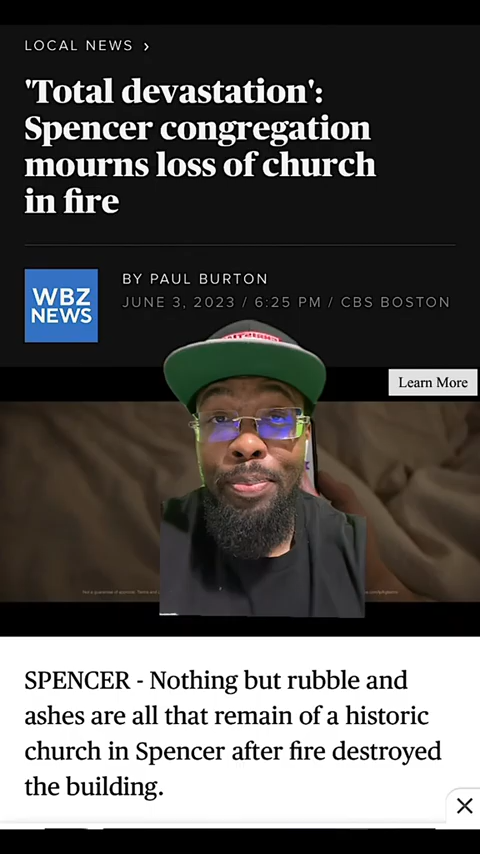 LOCAL NEWS ›
'Total devastation':
Spencer congregation
mourns loss of church
in fire
WBZ
NEWS
BY PAUL BURTON
JUNE 3, 2023 / 6:25 PM / CBS BOSTON
Learn More
SPENCER - Nothing but rubble and
ashes are all that remain of a historic
church in Spencer after fire destroyed
the building.